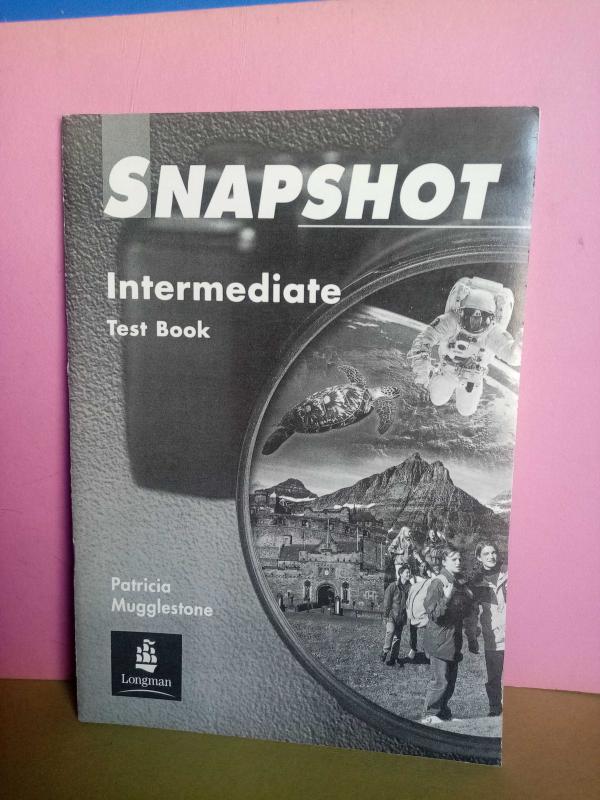 SNAPSHOT
Intermediate
Test Book
Patricia
Mugglestone
Longman